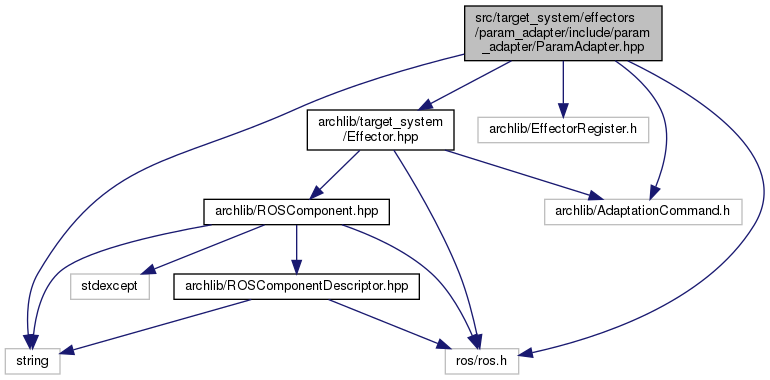 src/target_system/effectors
/param_adapter/include/param
_adapter/ParamAdapter.hpp
archlib/target_system
/Effector.hpp
archlib/EffectorRegister.h
archlib/ROSComponent.hpp
archlib/AdaptationCommand.h
stdexcept
archlib/ROSComponentDescriptor.hpp
string
ros/ros.h